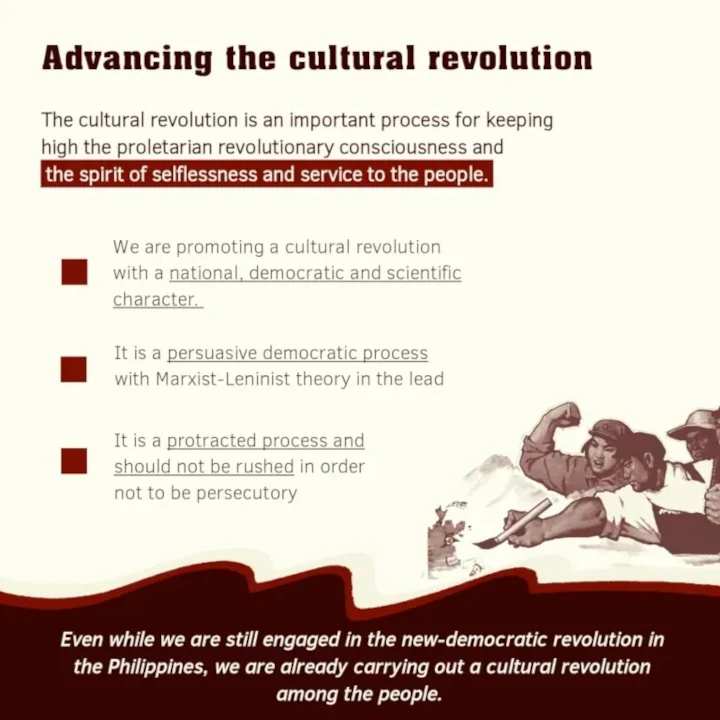 Advancing the cultural revolution
The cultural revolution is an important process for keeping
high the proletarian revolutionary consciousness and
the spirit of selflessness and service to the people.
We are promoting a cultural revolution
with a national, democratic and scientific
character.
It is a persuasive democratic process
with Marxist-Leninist theory in the lead
It is a protracted process and
should not be rushed in order
not to be persecutory
Even while we are still engaged in the new-democratic revolution in
the Philippines, we are already carrying out a cultural revolution
among the people.